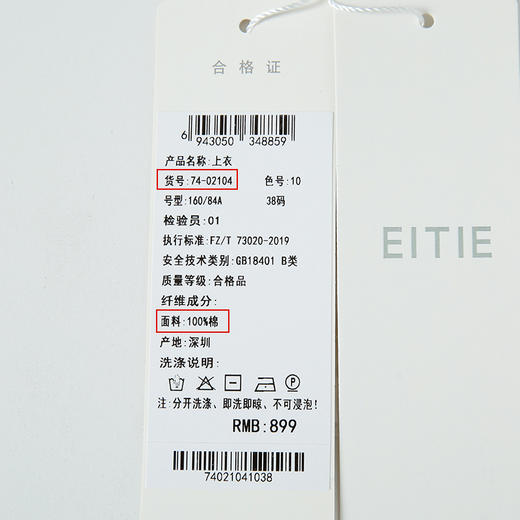 合格证
6 943050 348859
产品名称:上衣
货号:74-02104 色号:10
号型:160/84A 38码
检验员:01
执行标准:FZ/T 73020-2019
安全技术类别:GB18401 B类
质量等级:合格品
纤维成分:
面料:100%棉
产地:深圳
洗涤说明:
P
注:分开洗涤、即洗即晾、不可浸泡!
RMB:899
74021041038
EITIE